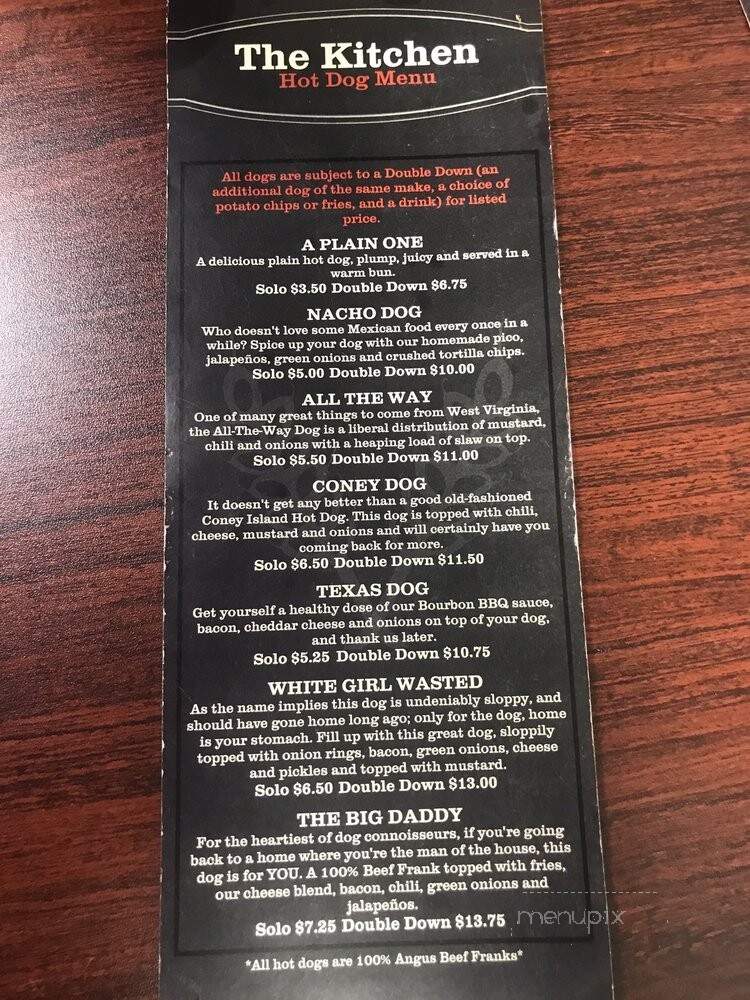 The Kitchen
Hot Dog Menu
All dogs are subject to a Double Down (an
additional dog of the same make, a choice of
potato chips or fries, and a drink) for listed
price.
A PLAIN ONE
A delicious plain hot dog, plump, juicy and served in a
warm bun.
Solo $3.50 Double Down $6.75
NACHO DOG
Who doesn't love some Mexican food every once in a
while? Spice up your dog with our homemade pico,
jalapeños, green onions and crushed tortilla chips.
Solo $5.00 Double Down $10.00
ALL THE WAY
One of many great things to come from West Virginia,
the All-The-Way Dog is a liberal distribution of mustard,
chili and onions with a heaping load of slaw on top.
Solo $5.50 Double Down $11.00
CONEY DOG
It doesn't get any better than a good old-fashioned
Coney Island Hot Dog. This dog is topped with chili,
cheese, mustard and onions and will certainly have you
coming back for more.
Solo $6.50 Double Down $11.50
TEXAS DOG
Get yourself a healthy dose of our Bourbon BBQ sauce,
bacon, cheddar cheese and onions on top of your dog,
and thank us later.
Solo $5.25 Double Down $10.75
WHITE GIRL WASTED
As the name implies this dog is undeniably sloppy, and
should have gone home long ago; only for the dog, home
is your stomach. Fill up with this great dog, sloppily
topped with onion rings, bacon, green onions, cheese
and pickles and topped with mustard.
Solo $6.50 Double Down $13.00
THE BIG DADDY
For the heartiest of dog connoisseurs, if you're going
back to a home where you're the man of the house, this
dog is for YOU. A 100% Beef Frank topped with fries,
our cheese blend, bacon, chili, green onions and
jalapeños.
Solo $7.25 Double Down $13.75
*All hot dogs are 100% Angus Beef Franks*
menupix